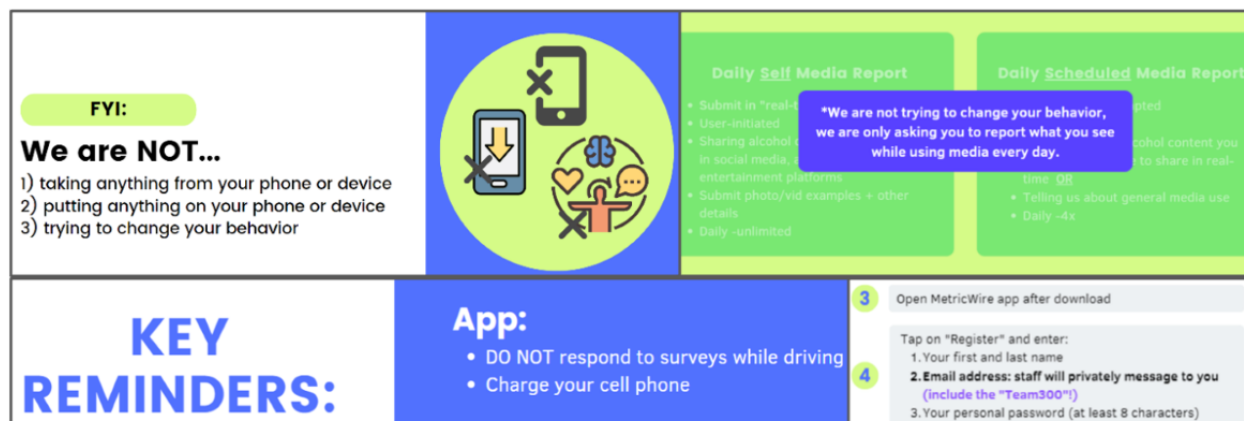 FYI:
We are NOT...
1) taking anything from your phone or device
2) putting anything on your phone or device
3) trying to change your behavior
Daily Self Media Report
• Submit in "real-t
• User-initiated
• Sharing alcohol
in social media, a
entertainment platforms
• Submit photo/vid examples + other
details
• Daily -unlimited
Daily Scheduled Media Report
cohol content you
e to share in real-
time OR
• Telling us about general media use
• Daily -4x
*We are not trying to change your behavior,
we are only asking you to report what you see
while using media every day.
KEY
REMINDERS:
App:
• DO NOT respond to surveys while driving
• Charge your cell phone
3
Open MetricWire app after download
4
Tap on "Register" and enter:
1. Your first and last name
2. Email address: staff will privately message to you
(include the "Team300"!)
3. Your personal password (at least 8 characters)